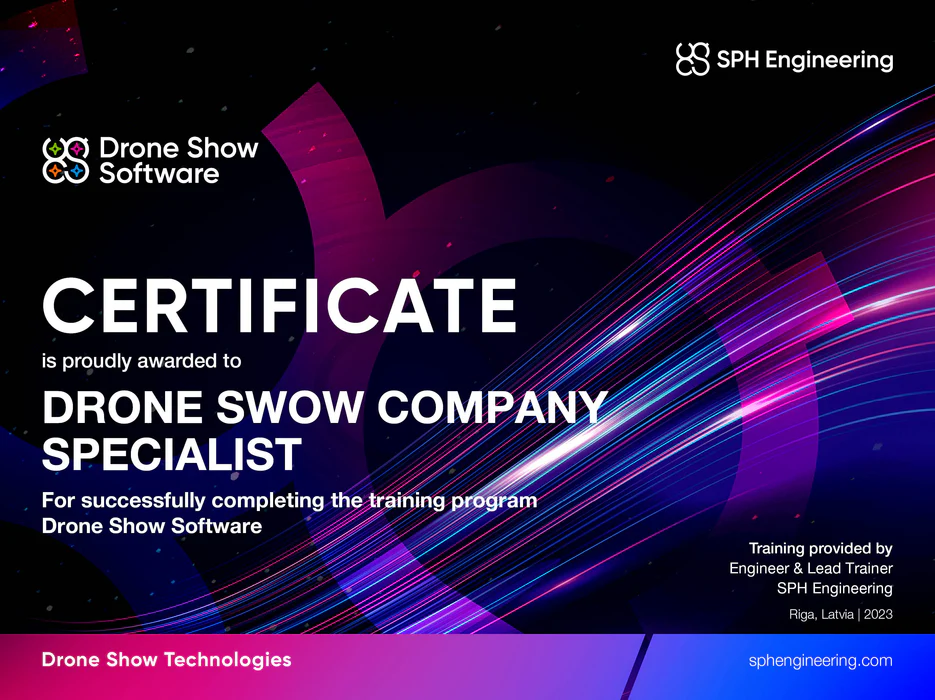 SPH Engineering
Drone Show
Software
CERTIFICATE
is proudly awarded to
DRONE SWOW COMPANY
SPECIALIST
For successfully completing the training program
Drone Show Software
Training provided by
Engineer & Lead Trainer
SPH Engineering
Riga, Latvia | 2023
Drone Show Technologies
sphengineering.com